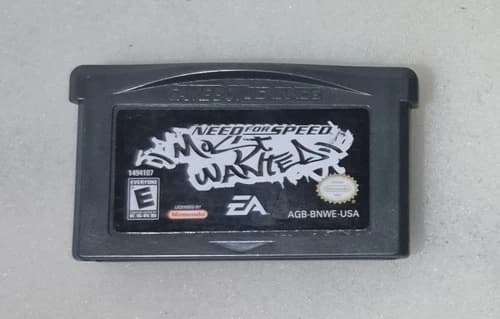 GAME BOY ADVANCE
NEED FOR SPEED
MOST
WANTED
1494107
EVERYONE
E
ESRB
LICENSED BY
Nintendo
EA
AGB-BNWE-USA